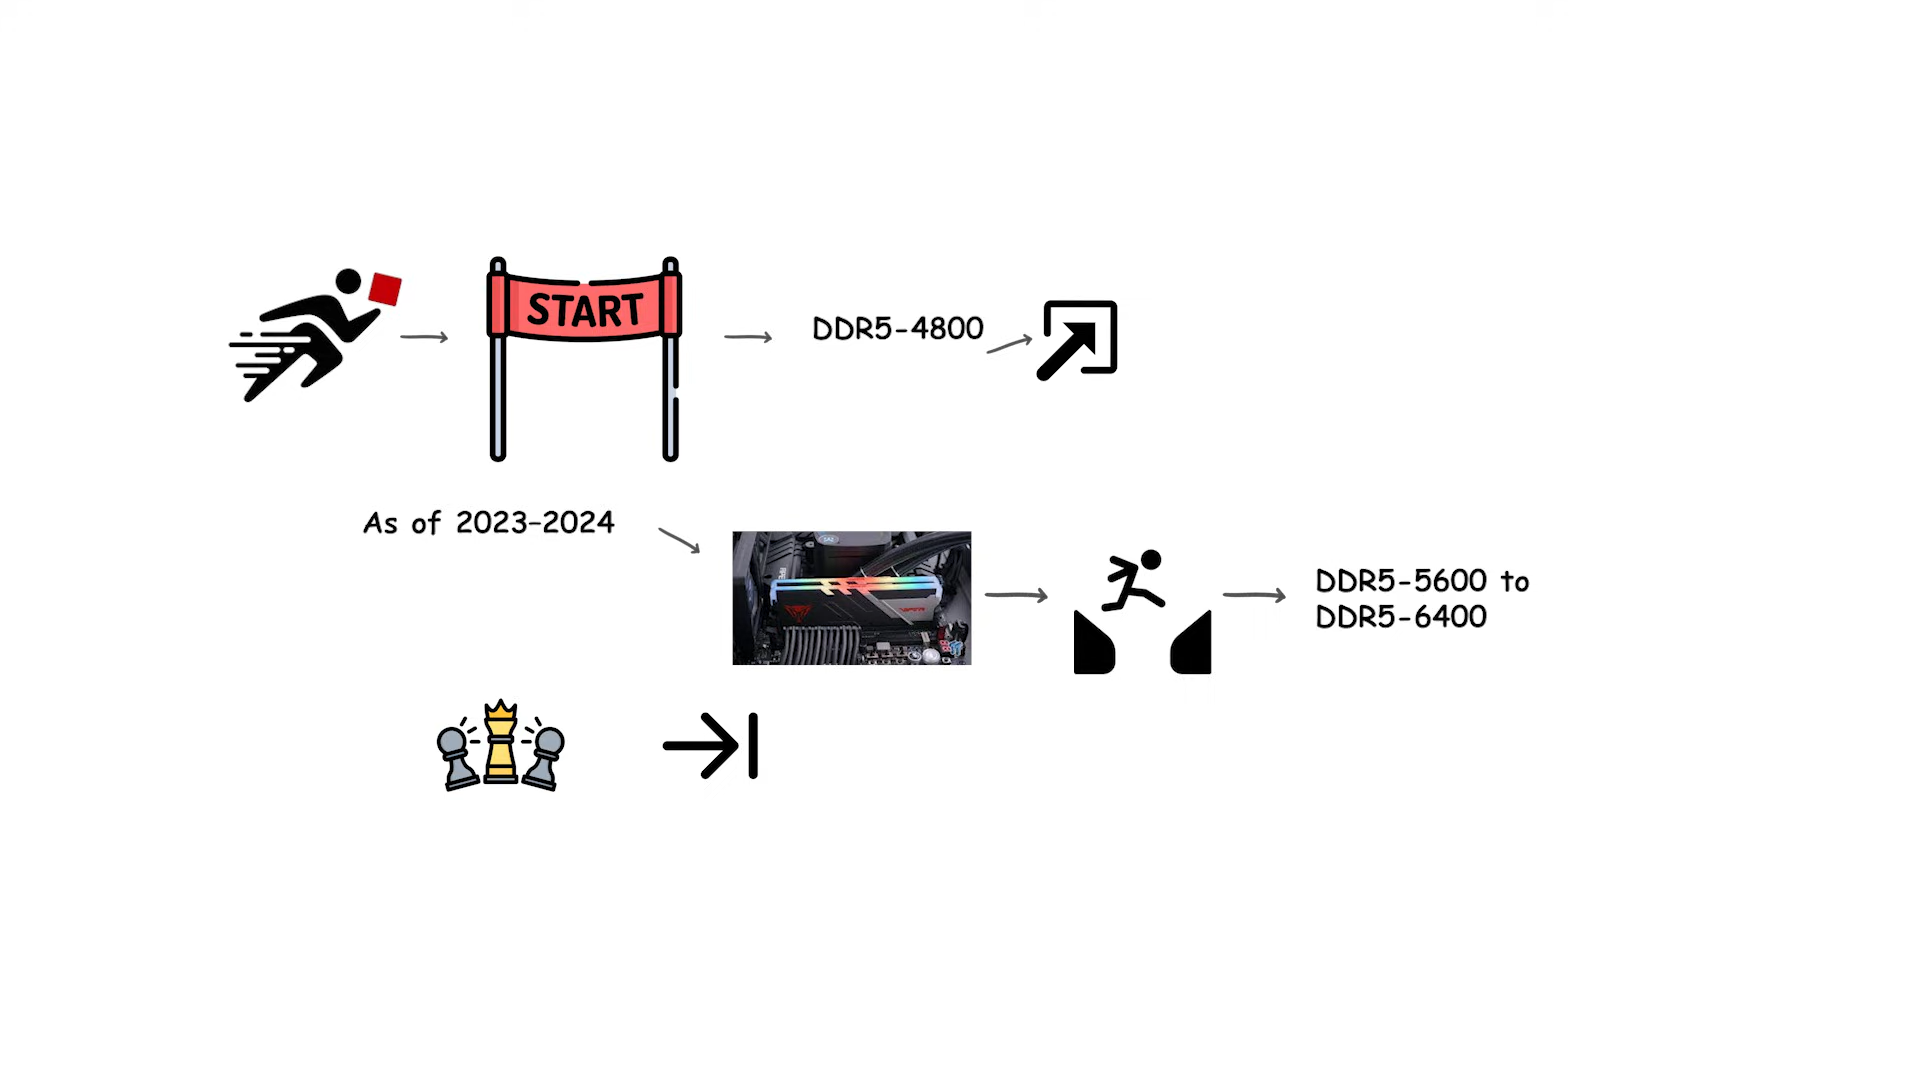 START
DDR5-4800
As of 2023-2024
DDR5-5600 to
DDR5-6400